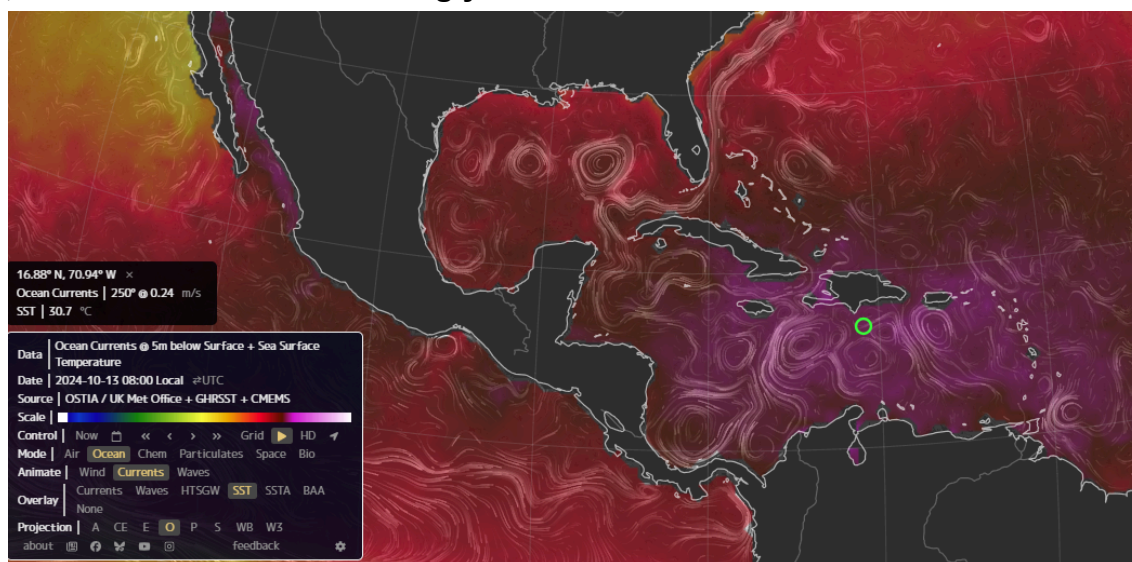 16.88° N, 70.94° W ×
Ocean Currents | 250° @ 0.24 m/s
SST | 30.7 °C
Data | Ocean Currents @ 5m below Surface + Sea Surface
Temperature
Date | 2024-10-13 08:00 Local ⇄UTC
Source | OSTIA / UK Met Office + GHRSST + CMEMS
Scale |
Control | Now « ‹ › » Grid HD
Mode | Air Ocean Chem Particulates Space Bio
Animate | Wind Currents Waves
Overlay | Currents Waves HTSGW SST SSTA BAA
None
Projection | A CE E O P S WB W3
about feedback